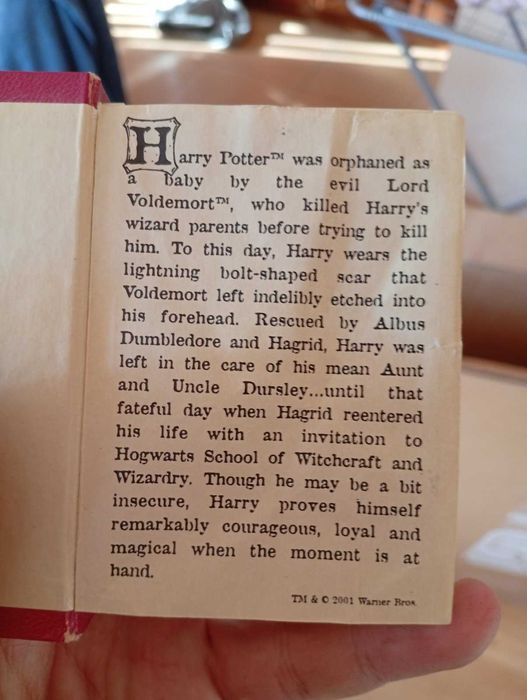 Harry Potter™ was orphaned as
a baby by the evil Lord
Voldemort™, who killed Harry's
wizard parents before trying to kill
him. To this day, Harry wears the
lightning bolt-shaped scar that
Voldemort left indelibly etched into
his forehead. Rescued by Albus
Dumbledore and Hagrid, Harry was
left in the care of his mean Aunt
and Uncle Dursley...until that
fateful day when Hagrid reentered
his life with an invitation to
Hogwarts School of Witchcraft and
Wizardry. Though he may be a bit
insecure, Harry proves himself
remarkably courageous, loyal and
magical when the moment is at
hand.
TM & © 2001 Warner Bros.